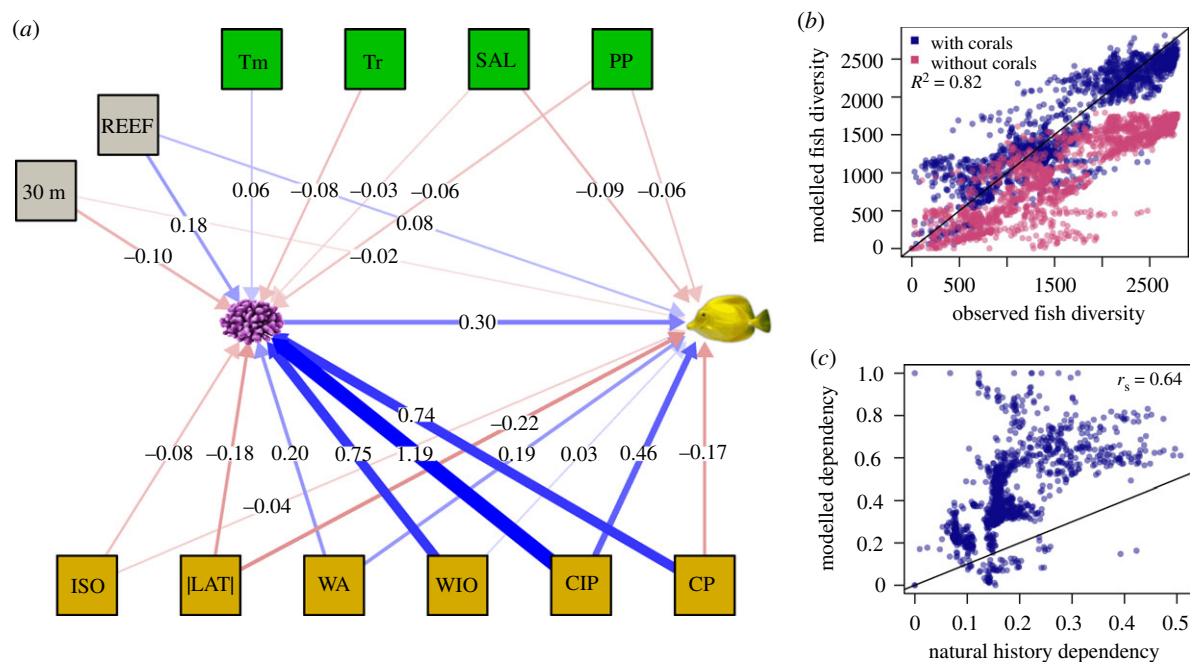 (a)
Tm
Tr
SAL
PP
REEF
30 m
0.06
–0.08
–0.03
–0.06
–0.09
–0.06
0.18
0.08
–0.10
–0.02
0.30
0.74
–0.22
–0.08
–0.18
0.20
0.75
1.19
0.19
0.03
0.46
–0.17
–0.04
ISO
|LAT|
WA
WIO
CIP
CP
(b)
with corals
without corals
R² = 0.82
modelled fish diversity
2500
2000
1500
1000
500
0
0
500
1500
2500
observed fish diversity
(c)
rs = 0.64
modelled dependency
1.0
0.8
0.6
0.4
0.2
0
0
0.1
0.2
0.3
0.4
0.5
natural history dependency